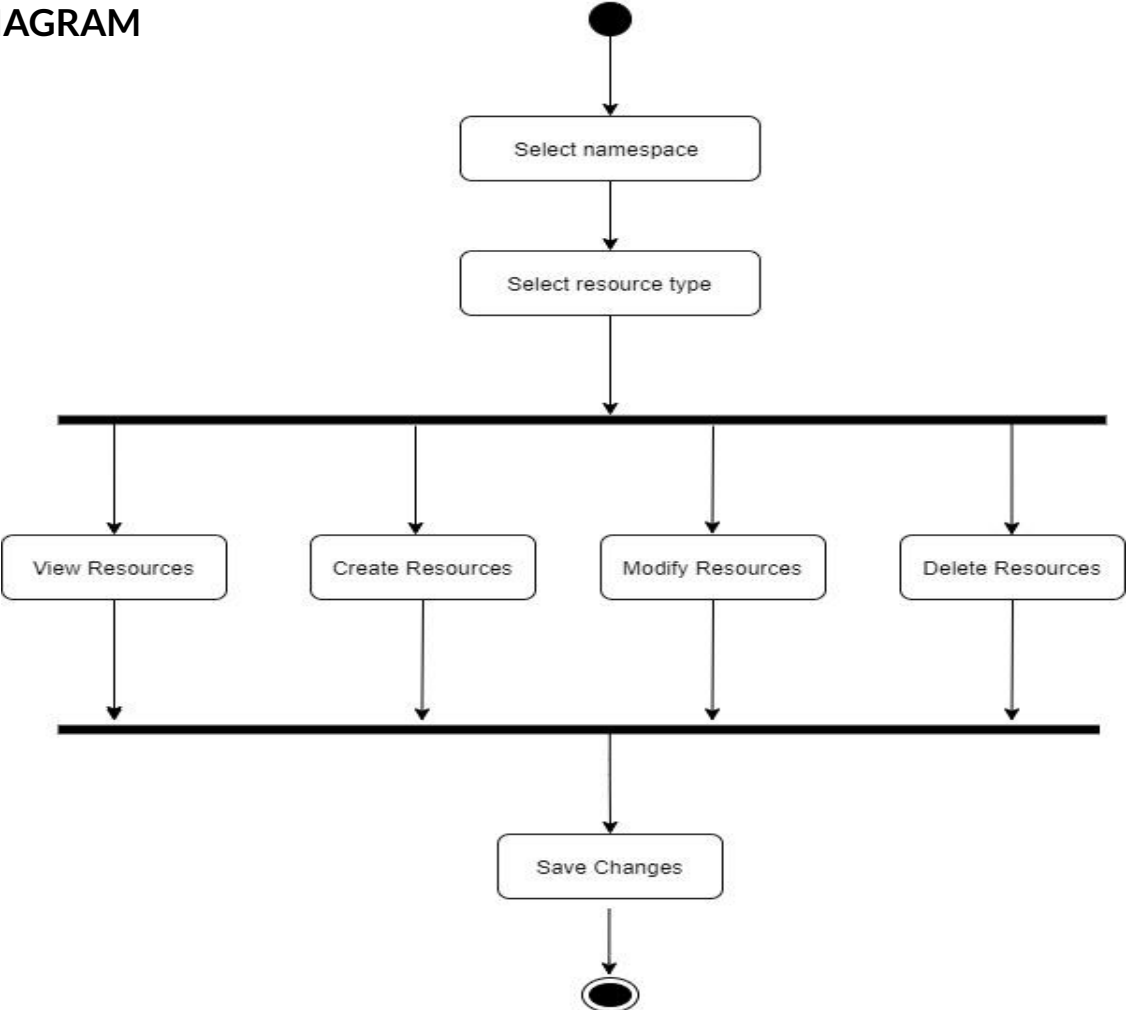 AGRAM
Select namespace
Select resource type
View Resources
Create Resources
Modify Resources
Delete Resources
Save Changes